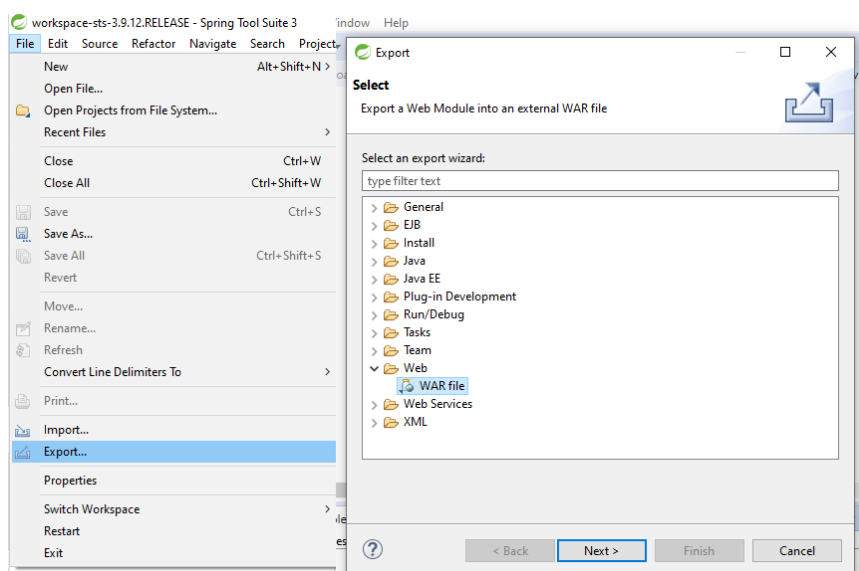 workspace-sts-3.9.12.RELEASE - Spring Tool Suite 3
indow Help
File Edit Source Refactor Navigate Search Project
New Alt+Shift+N >
Open File...
Open Projects from File System...
Recent Files >
Close Ctrl+W
Close All Ctrl+Shift+W
Save Ctrl+S
Save As...
Save All Ctrl+Shift+S
Revert
Move...
Rename...
Refresh
Convert Line Delimiters To >
Print...
Import...
Export...
Properties
Switch Workspace >
Restart
Exit
Export
Select
Export a Web Module into an external WAR file
Select an export wizard:
type filter text
General
EJB
Install
Java
Java EE
Plug-in Development
Run/Debug
Tasks
Team
Web
WAR file
Web Services
XML
? < Back Next > Finish Cancel